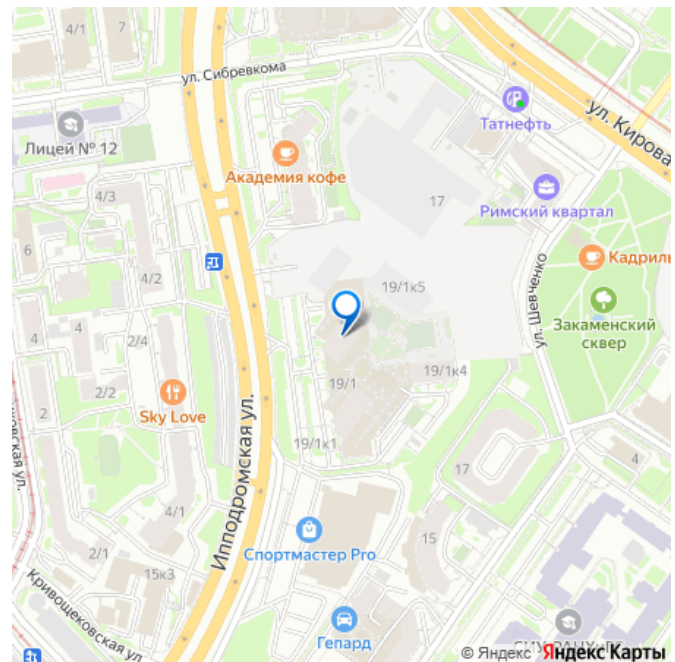 4/1
7
ул. Сибревкома
Татнефть
ул. Кирова
Лицей № 12
Академия кофе
4/3
17
Римский квартал
6
Кадриль
4/2
19/1к5
ул. Шевченко
Закаменский
сквер
4
2/4
19/1к4
2/2
19/1
2
Sky Love
Ипподромская ул.
19/1к1
17
4
4/1
Спортмастер Pro
15
2/1
15к3
Кривощековская ул.
Гепард
© Яндекс Яндекс Карты